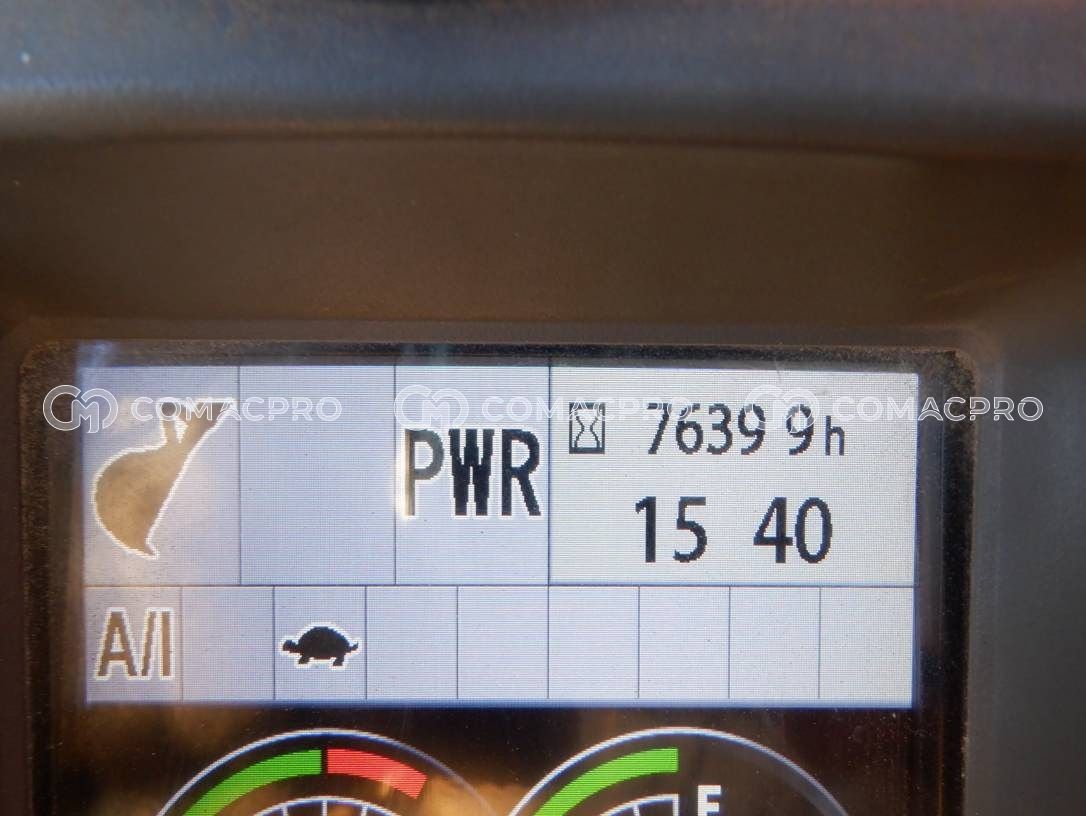 COMACPRO COMACPRO COMACPRO
PWR
7639 9h
15 40
A/I
F